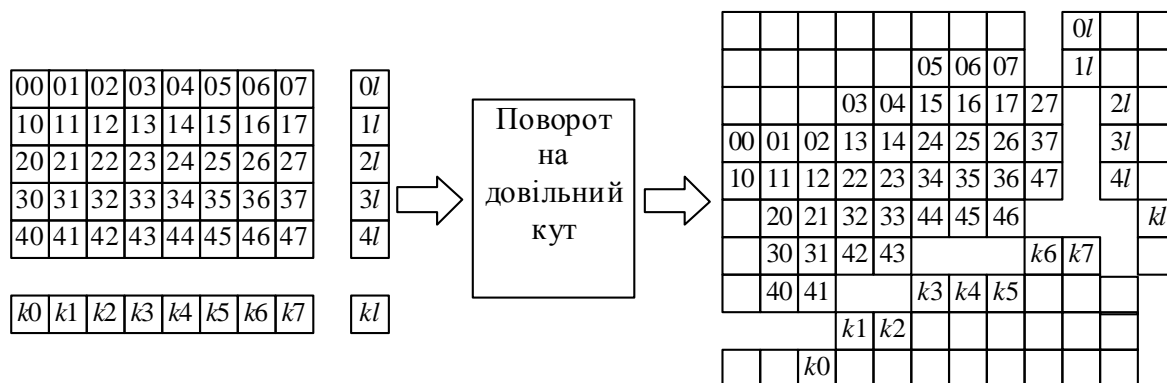 00 01 02 03 04 05 06 07 0l
10 11 12 13 14 15 16 17 1l
20 21 22 23 24 25 26 27 2l
30 31 32 33 34 35 36 37 3l
40 41 42 43 44 45 46 47 4l
k0 k1 k2 k3 k4 k5 k6 k7 kl
Поворот
на
довільний
кут
0l
05 06 07 1l
03 04 15 16 17 27 2l
00 01 02 13 14 24 25 26 37 3l
10 11 12 22 23 34 35 36 47 4l
20 21 32 33 44 45 46 kl
30 31 42 43 k6 k7
40 41 k3 k4 k5
k1 k2
k0